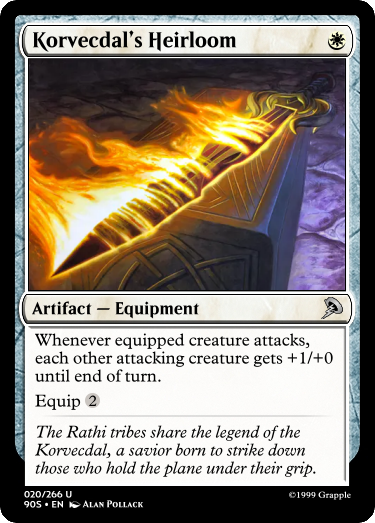 Korvecdal's Heirloom
Artifact — Equipment
Whenever equipped creature attacks,
each other attacking creature gets +1/+0
until end of turn.
Equip 2
The Rathi tribes share the legend of the
Korvecdal, a savior born to strike down
those who hold the plane under their grip.
020/266 U
90S • EN Alan Pollack
©1999 Grapple